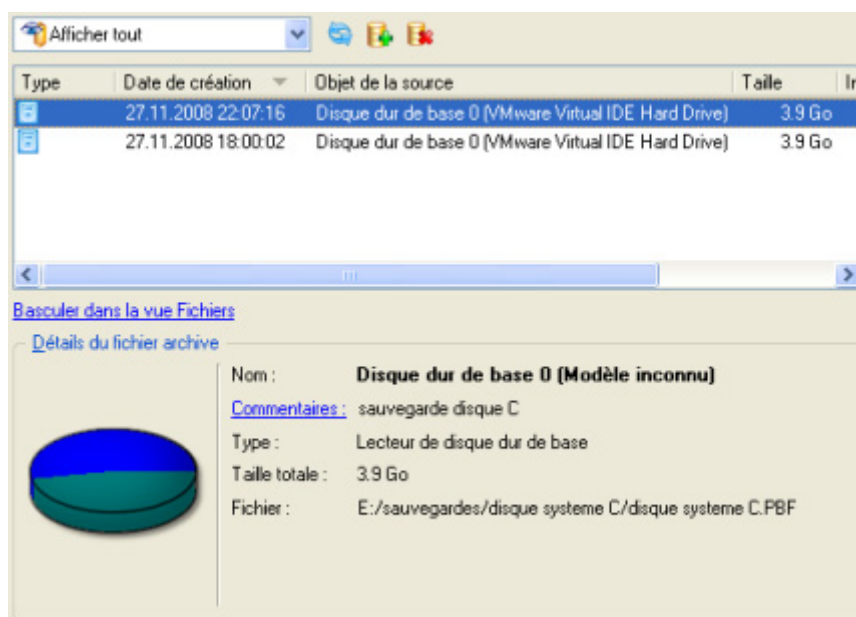 Afficher tout
Type Date de création Objet de la source Taille
27.11.2008 22:07:16 Disque dur de base 0 (VMware Virtual IDE Hard Drive) 3.9 Go
27.11.2008 18:00:02 Disque dur de base 0 (VMware Virtual IDE Hard Drive) 3.9 Go
Basculer dans la vue Fichiers
Détails du fichier archive
Nom : Disque dur de base 0 (Modèle inconnu)
Commentaires : sauvegarde disque C
Type : Lecteur de disque dur de base
Taille totale : 3.9 Go
Fichier : E:/sauvegardes/disque systeme C/disque systeme C.PBF